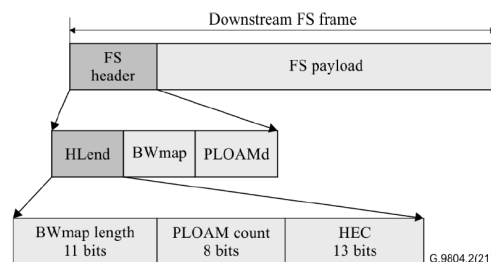 Downstream FS frame
FS
header
FS payload
HLend
BWmap
PLOAMd
BWmap length
11 bits
PLOAM count
8 bits
HEC
13 bits
G.9804.2(21